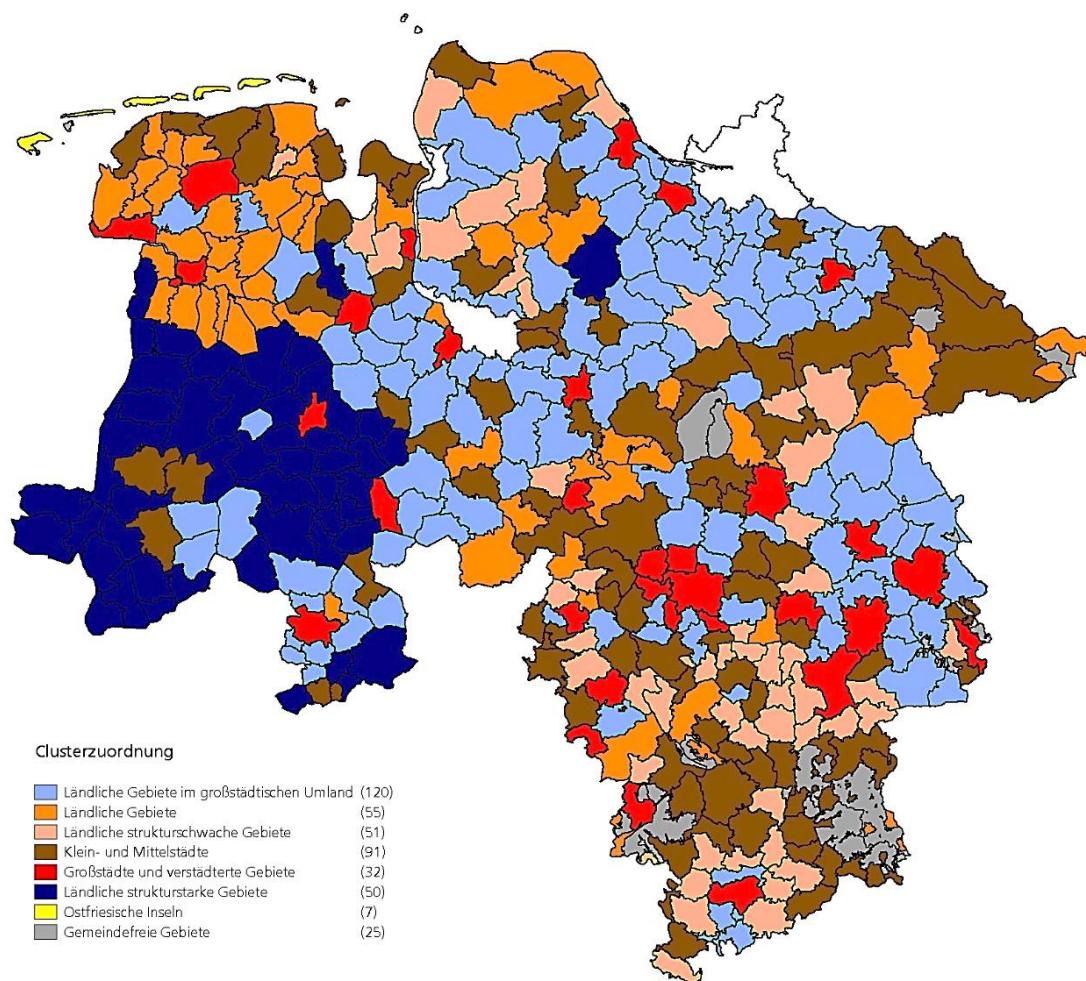 Clusterzuordnung
Ländliche Gebiete im großstädtischen Umland (120)
Ländliche Gebiete (55)
Ländliche strukturschwache Gebiete (51)
Klein- und Mittelstädte (91)
Großstädte und verstädterte Gebiete (32)
Ländliche strukturstarke Gebiete (50)
Ostfriesische Inseln (7)
Gemeindefreie Gebiete (25)